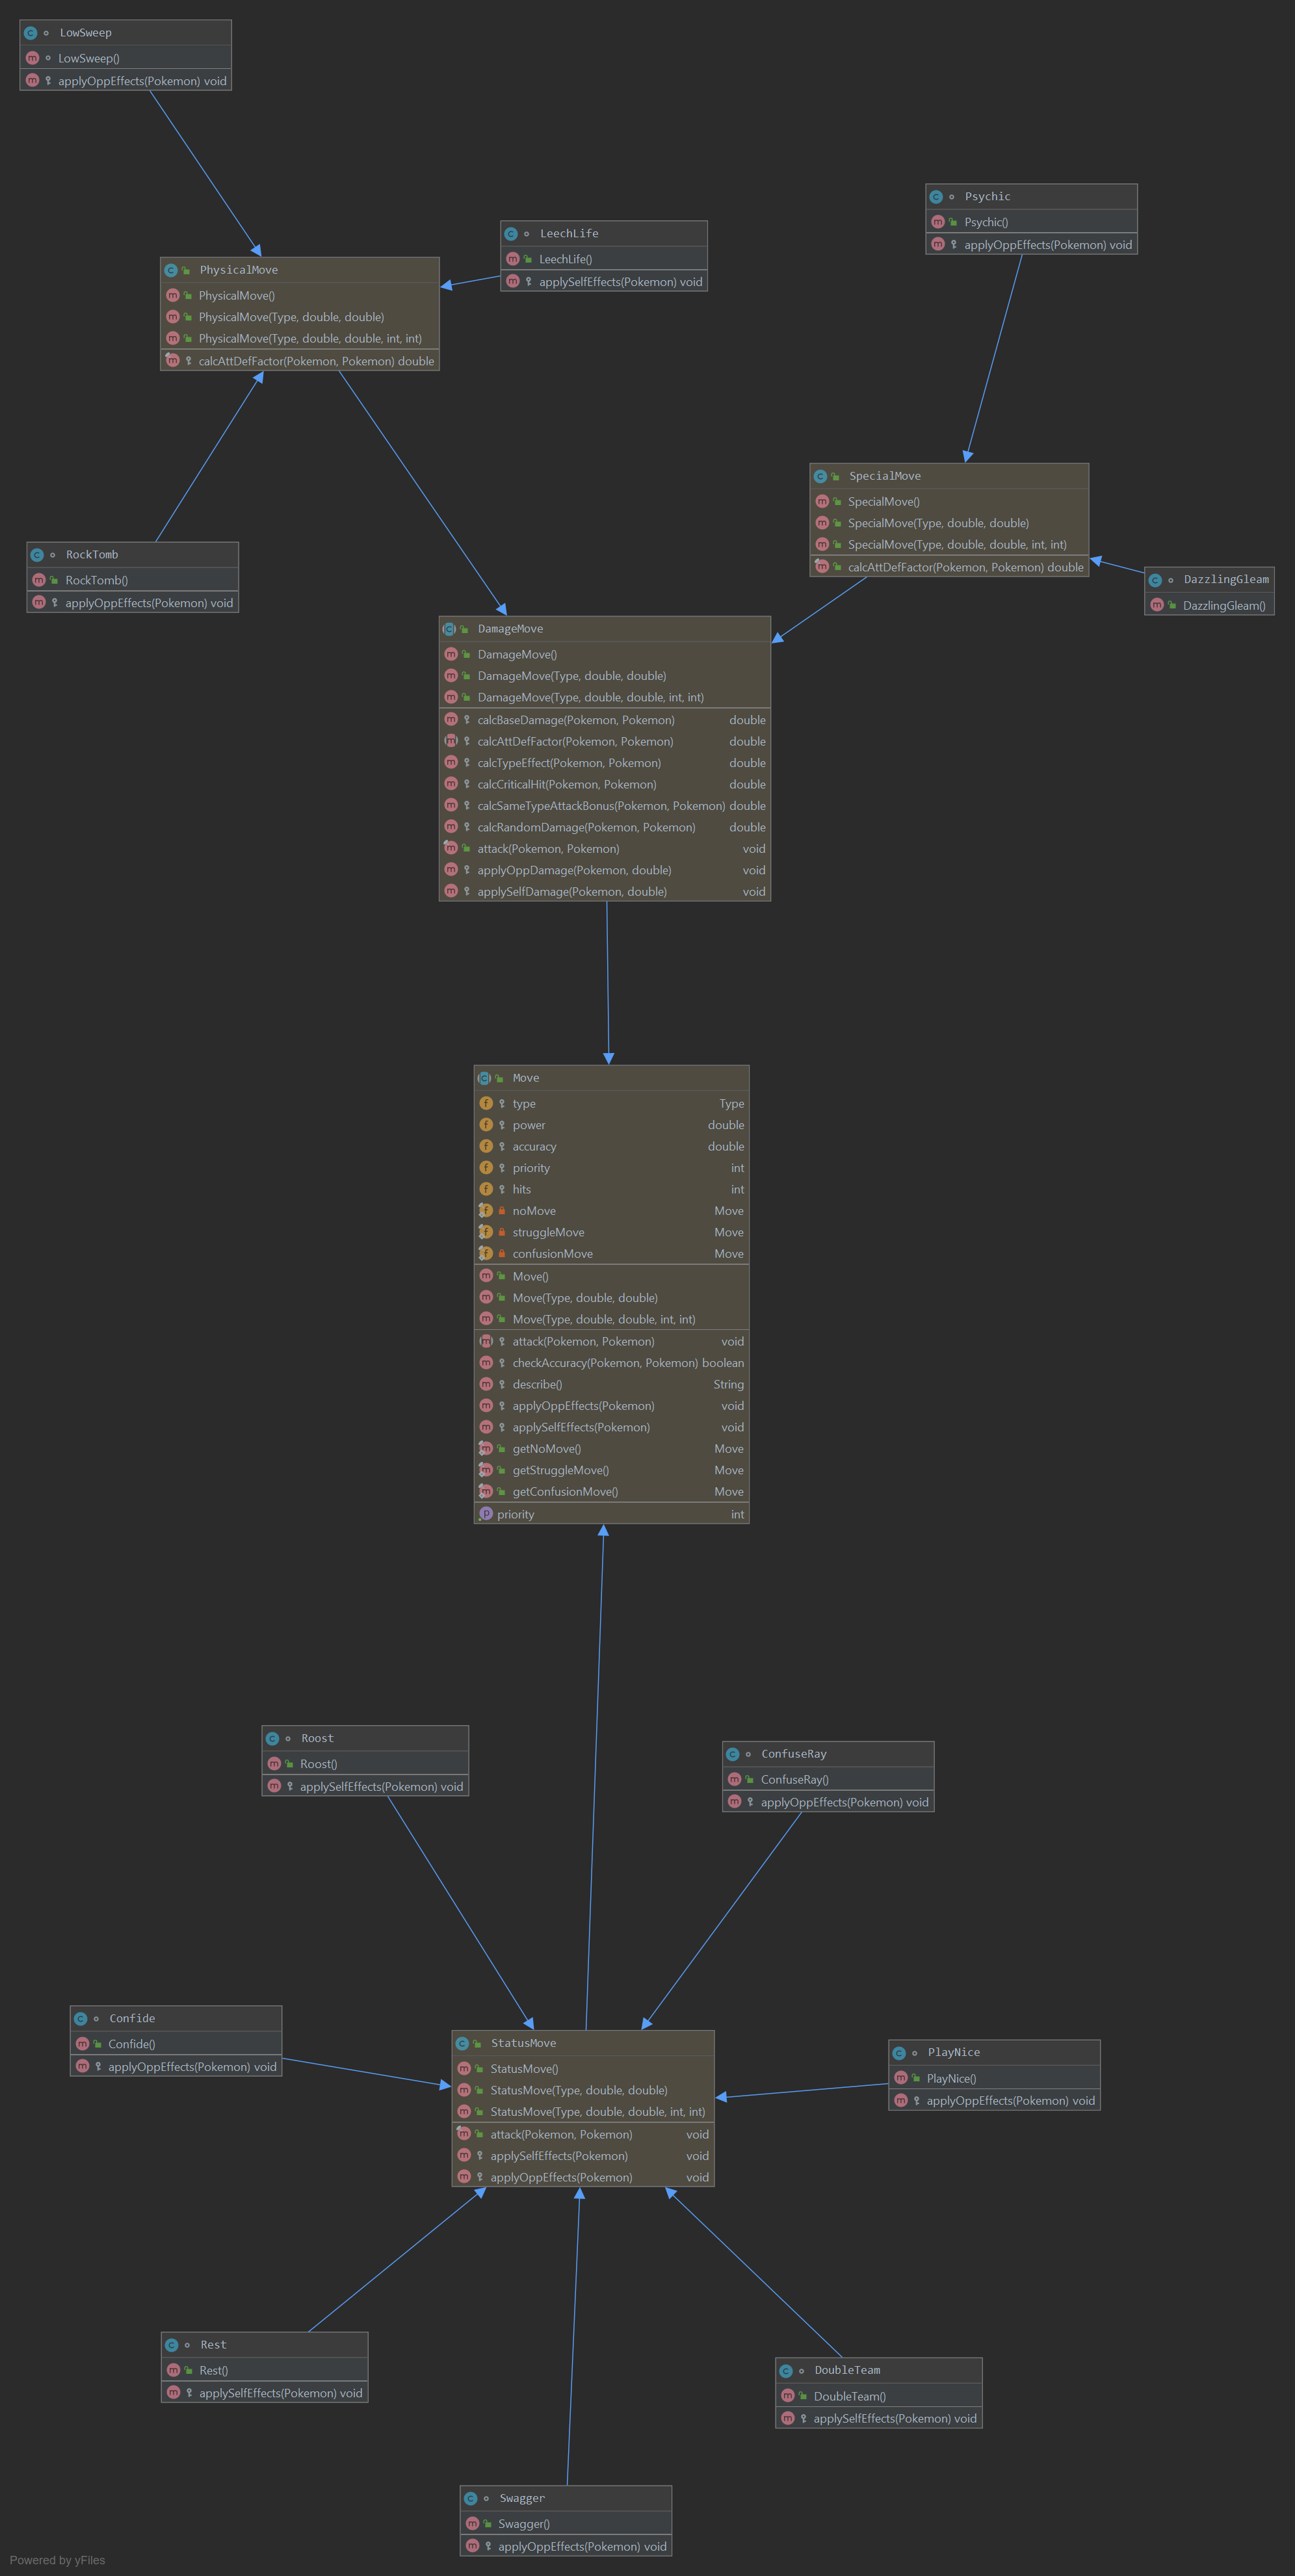 LowSweep
LowSweep()
applyOppEffects(Pokemon) void
Psychic
Psychic()
applyOppEffects(Pokemon) void
LeechLife
LeechLife()
applySelfEffects(Pokemon) void
PhysicalMove
PhysicalMove()
PhysicalMove(Type, double, double)
PhysicalMove(Type, double, double, int, int)
calcAttDefFactor(Pokemon, Pokemon) double
SpecialMove
SpecialMove()
SpecialMove(Type, double, double)
SpecialMove(Type, double, double, int, int)
calcAttDefFactor(Pokemon, Pokemon) double
RockTomb
RockTomb()
applyOppEffects(Pokemon) void
DazzlingGleam
DazzlingGleam()
DamageMove
DamageMove()
DamageMove(Type, double, double)
DamageMove(Type, double, double, int, int)
calcBaseDamage(Pokemon, Pokemon) double
calcAttDefFactor(Pokemon, Pokemon) double
calcTypeEffect(Pokemon, Pokemon) double
calcCriticalHit(Pokemon, Pokemon) double
calcSameTypeAttackBonus(Pokemon, Pokemon) double
calcRandomDamage(Pokemon, Pokemon) double
attack(Pokemon, Pokemon) void
applyOppDamage(Pokemon, double) void
applySelfDamage(Pokemon, double) void
Move
type Type
power double
accuracy double
priority int
hits int
noMove Move
struggleMove Move
confusionMove Move
Move()
Move(Type, double, double)
Move(Type, double, double, int, int)
attack(Pokemon, Pokemon) void
checkAccuracy(Pokemon, Pokemon) boolean
describe() String
applyOppEffects(Pokemon) void
applySelfEffects(Pokemon) void
getNoMove() Move
getStruggleMove() Move
getConfusionMove() Move
priority int
Roost
Roost()
applySelfEffects(Pokemon) void
ConfuseRay
ConfuseRay()
applyOppEffects(Pokemon) void
Confide
Confide()
applyOppEffects(Pokemon) void
StatusMove
StatusMove()
StatusMove(Type, double, double)
StatusMove(Type, double, double, int, int)
attack(Pokemon, Pokemon) void
applySelfEffects(Pokemon) void
applyOppEffects(Pokemon) void
PlayNice
PlayNice()
applyOppEffects(Pokemon) void
Rest
Rest()
applySelfEffects(Pokemon) void
DoubleTeam
DoubleTeam()
applySelfEffects(Pokemon) void
Swagger
Swagger()
applyOppEffects(Pokemon) void
Powered by yFiles